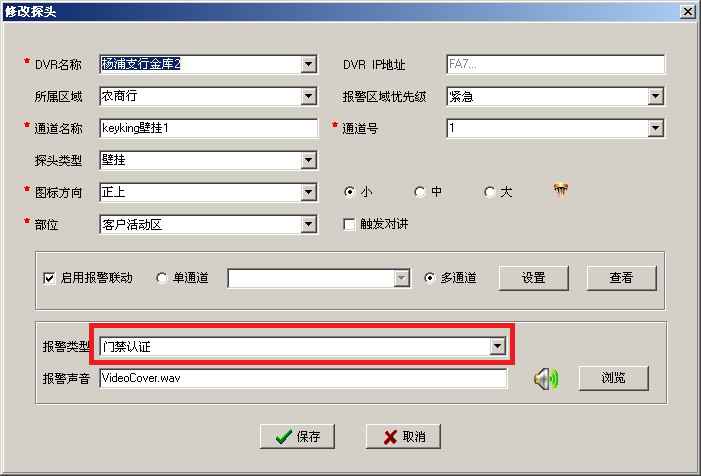 修改探头
* DVR名称 杨浦支行金库2 DVR IP地址 FA7...
所属区域 农商行 报警区域优先级 紧急
* 通道名称 keyking壁挂1 * 通道号 1
探头类型 壁挂
* 图标方向 正上 小 中 大
* 部位 客户活动区 触发对讲
启用报警联动 单通道 多通道 设置 查看
报警类型 门禁认证
报警声音 VideoCover.wav 浏览
保存 取消